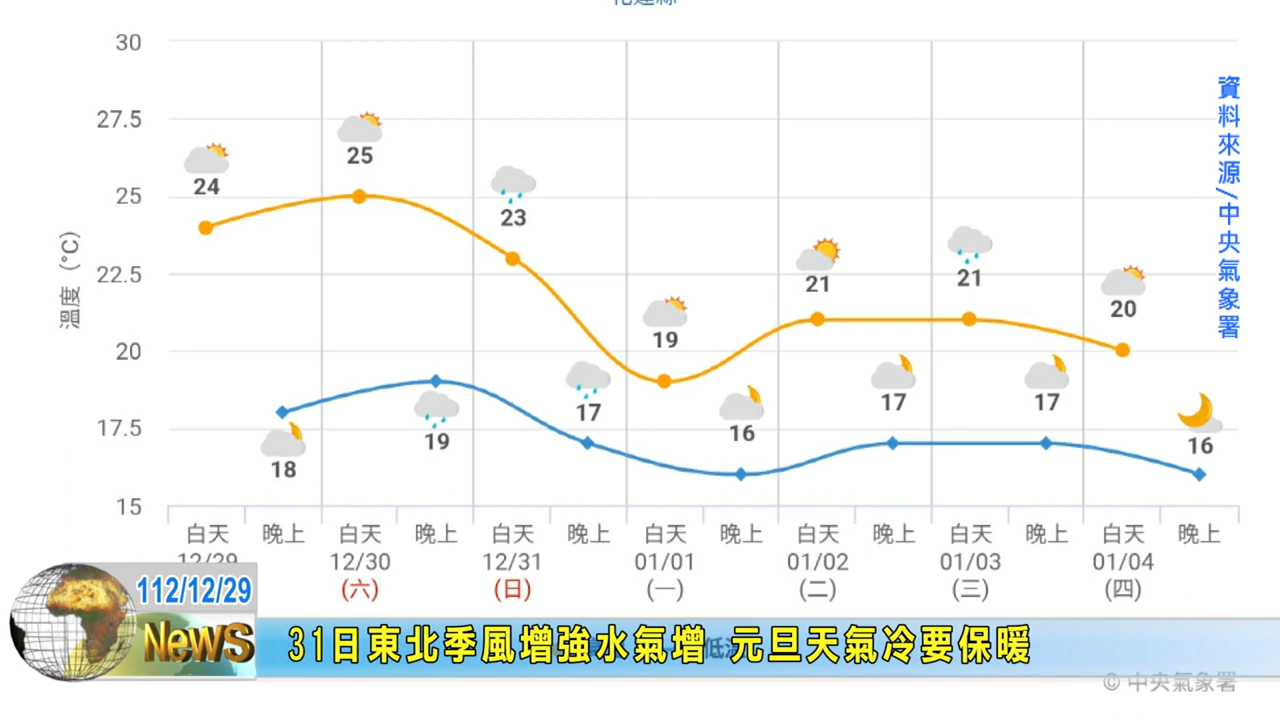 30
27.5
25
22.5
20
17.5
15
溫度（°C）
24
25
23
19
21
21
20
18
19
17
16
17
17
16
白天 晚上 白天 晚上 白天 晚上 白天 晚上 白天 晚上 白天 晚上 白天 晚上
12/29 12/30 12/31 01/01 01/02 01/03 01/04
(六) (日) (一) (二) (三) (四)
資料來源/中央氣象署
112/12/29
NewS
31日東北季風增強水氣增 元旦天氣冷要保暖
© 中央氣象署